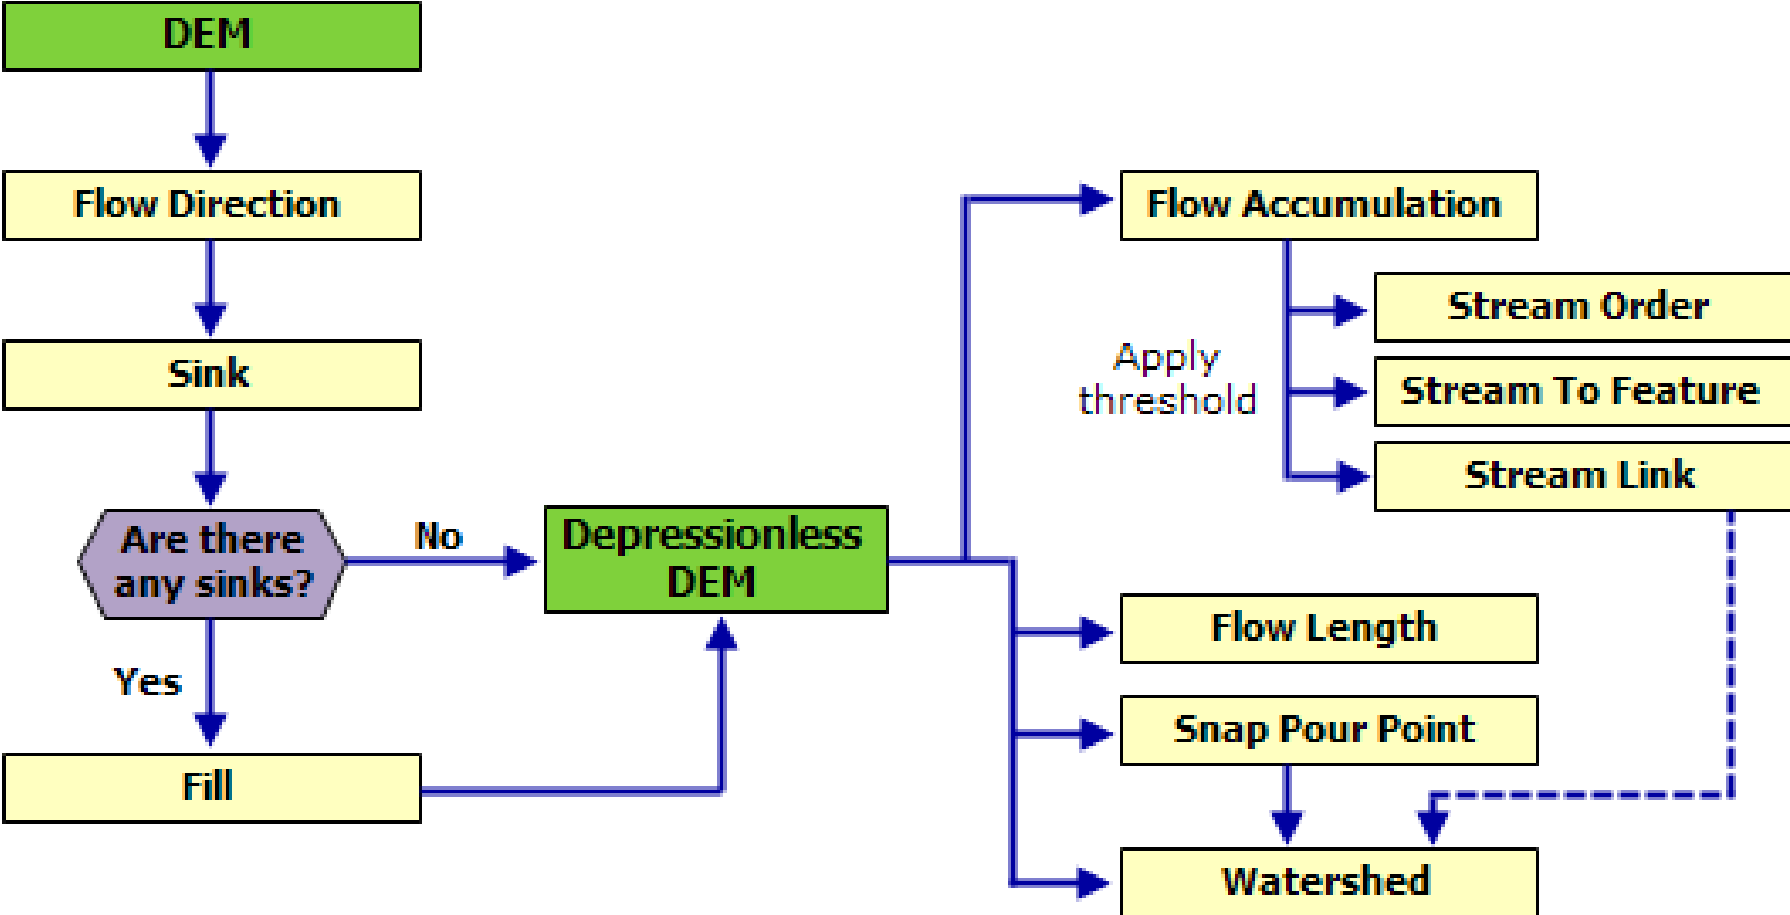 DEM
Flow Direction
Sink
Are there
any sinks?
No
Yes
Fill
Depressionless
DEM
Flow Accumulation
Apply
threshold
Stream Order
Stream To Feature
Stream Link
Flow Length
Snap Pour Point
Watershed